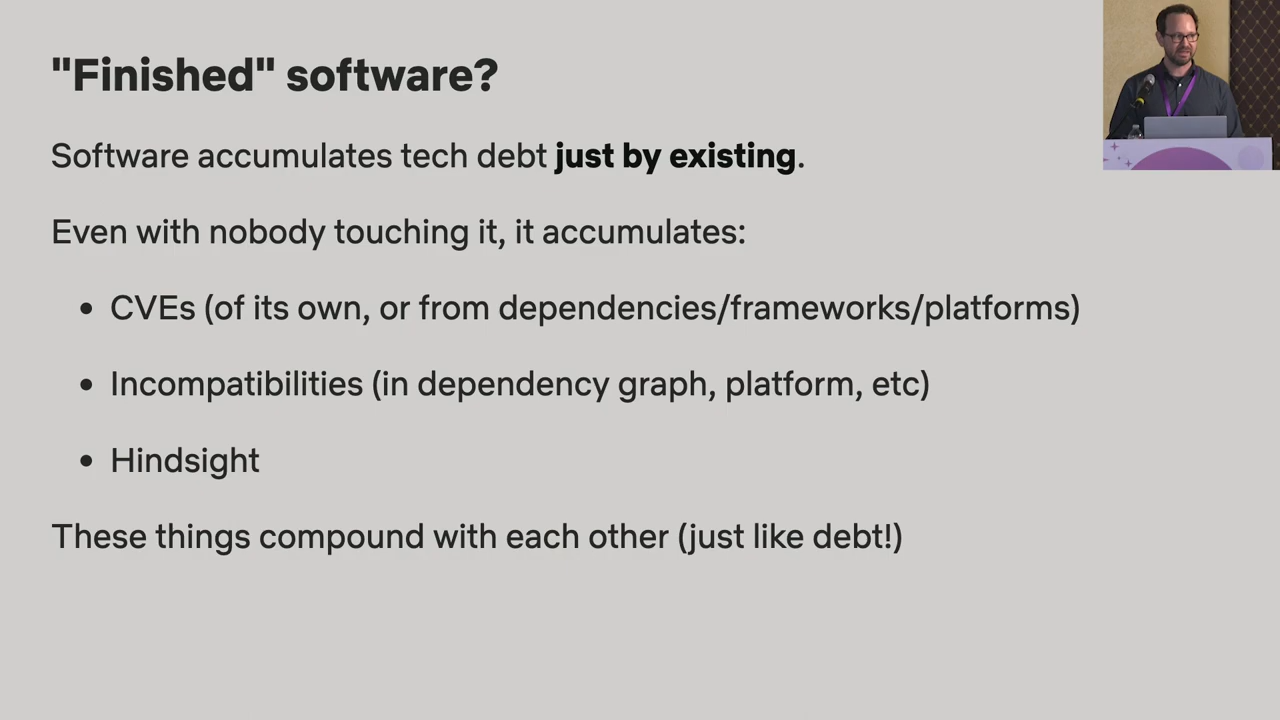 "Finished" software?
Software accumulates tech debt just by existing.
Even with nobody touching it, it accumulates:
• CVEs (of its own, or from dependencies/frameworks/platforms)
• Incompatibilities (in dependency graph, platform, etc)
• Hindsight
These things compound with each other (just like debt!)